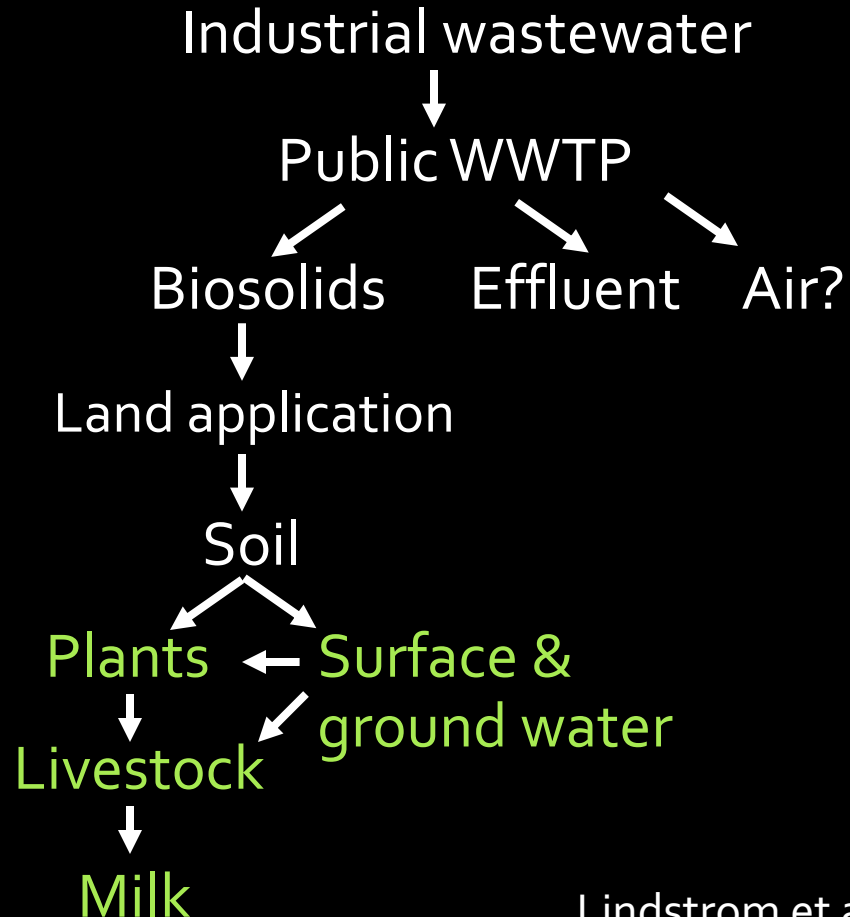 Industrial wastewater
Public WWTP
Biosolids Effluent Air?
Land application
Soil
Plants Surface &
ground water
Livestock
Milk
Lindstrom et a